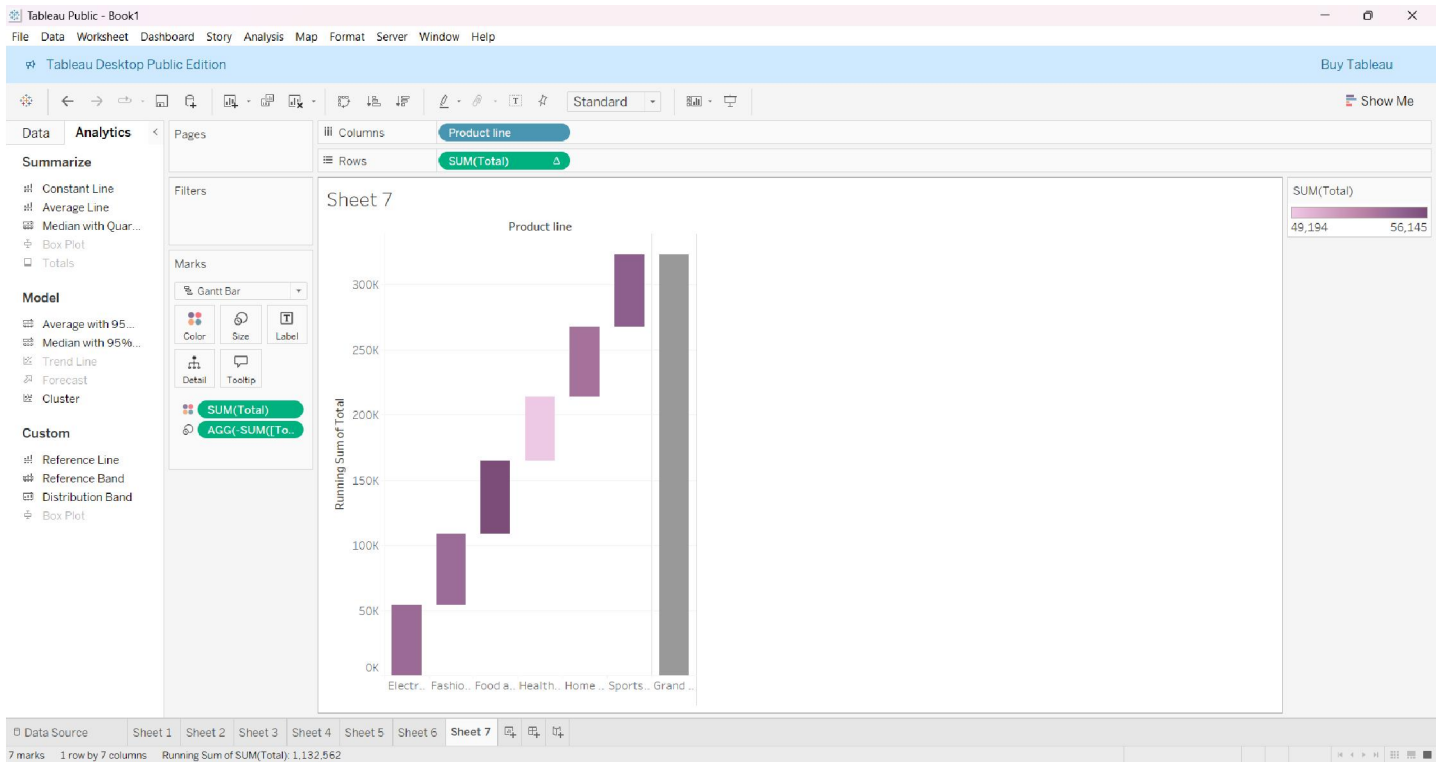 Tableau Public - Book1
File Data Worksheet Dashboard Story Analysis Map Format Server Window Help
Tableau Desktop Public Edition
Buy Tableau
Standard
Show Me
Data Analytics
Pages
Columns
Product line
Rows
SUM(Total) Δ
Summarize
Constant Line
Average Line
Median with Quar...
Box Plot
Totals
Model
Average with 95...
Median with 95%...
Trend Line
Forecast
Cluster
Custom
Reference Line
Reference Band
Distribution Band
Box Plot
Filters
Marks
Gantt Bar
Color
Size
T
Label
Detail
Tooltip
SUM(Total)
AGG(-SUM([To..
Sheet 7
Product line
300K
250K
200K
150K
100K
50K
0K
Running Sum of Total
Electr.. Fashio.. Food a.. Health.. Home .. Sports.. Grand ..
SUM(Total)
49,194 56,145
Data Source Sheet 1 Sheet 2 Sheet 3 Sheet 4 Sheet 5 Sheet 6 Sheet 7
7 marks 1 row by 7 columns Running Sum of SUM(Total): 1,132,562